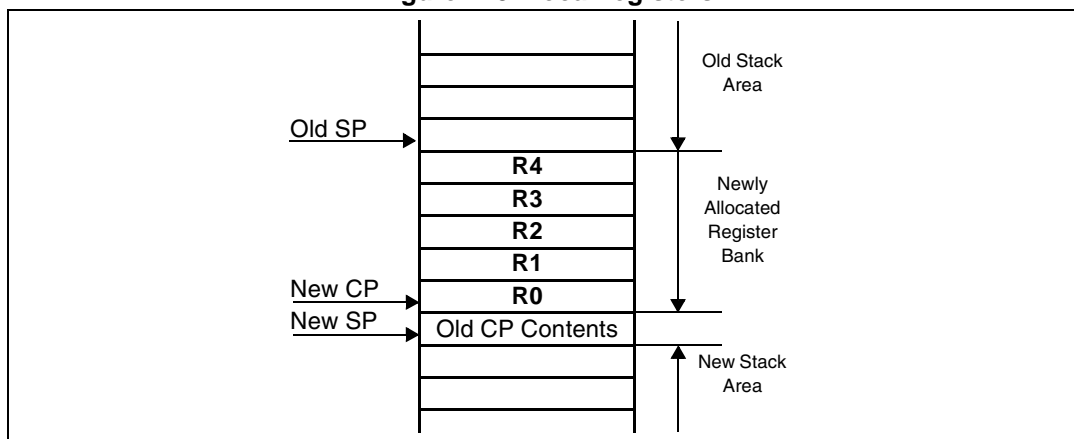 Old Stack
Area
Old SP
R4
R3
R2
R1
R0
Newly
Allocated
Register
Bank
New CP
New SP
Old CP Contents
New Stack
Area